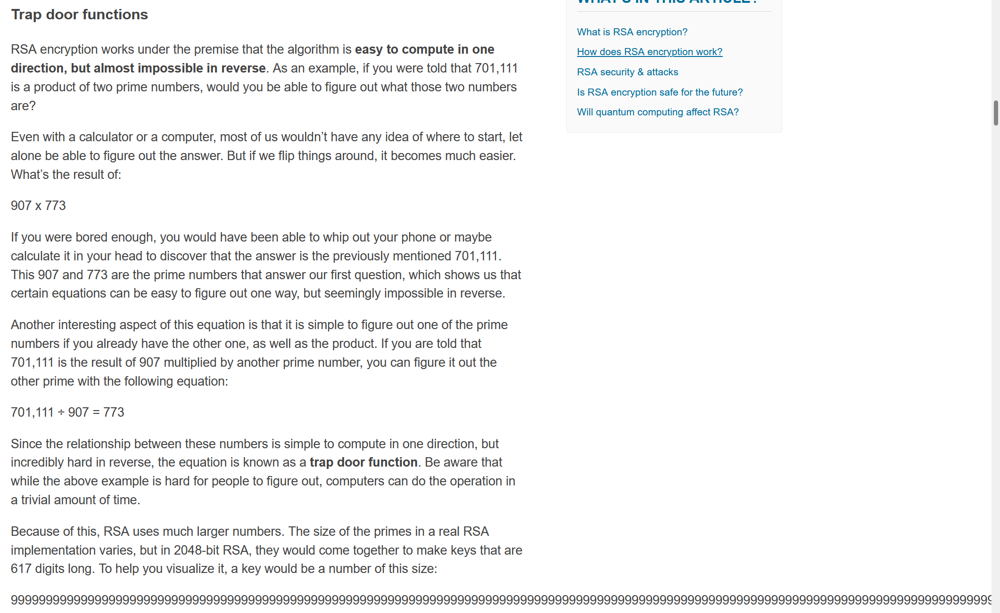 Trap door functions
RSA encryption works under the premise that the algorithm is easy to compute in one
direction, but almost impossible in reverse. As an example, if you were told that 701,111
is a product of two prime numbers, would you be able to figure out what those two numbers
are?
Even with a calculator or a computer, most of us wouldn’t have any idea of where to start, let
alone be able to figure out the answer. But if we flip things around, it becomes much easier.
What’s the result of:
907 x 773
If you were bored enough, you would have been able to whip out your phone or maybe
calculate it in your head to discover that the answer is the previously mentioned 701,111.
This 907 and 773 are the prime numbers that answer our first question, which shows us that
certain equations can be easy to figure out one way, but seemingly impossible in reverse.
Another interesting aspect of this equation is that it is simple to figure out one of the prime
numbers if you already have the other one, as well as the product. If you are told that
701,111 is the result of 907 multiplied by another prime number, you can figure it out the
other prime with the following equation:
701,111 ÷ 907 = 773
Since the relationship between these numbers is simple to compute in one direction, but
incredibly hard in reverse, the equation is known as a trap door function. Be aware that
while the above example is hard for people to figure out, computers can do the operation in
a trivial amount of time.
Because of this, RSA uses much larger numbers. The size of the primes in a real RSA
implementation varies, but in 2048-bit RSA, they would come together to make keys that are
617 digits long. To help you visualize it, a key would be a number of this size:
99999999999999999999999999999999999999999999999999999999999999999999999999999999999999999999999999999999999999999999999999999999999999999999999999
WHAT'S IN THIS ARTICLE?
What is RSA encryption?
How does RSA encryption work?
RSA security & attacks
Is RSA encryption safe for the future?
Will quantum computing affect RSA?